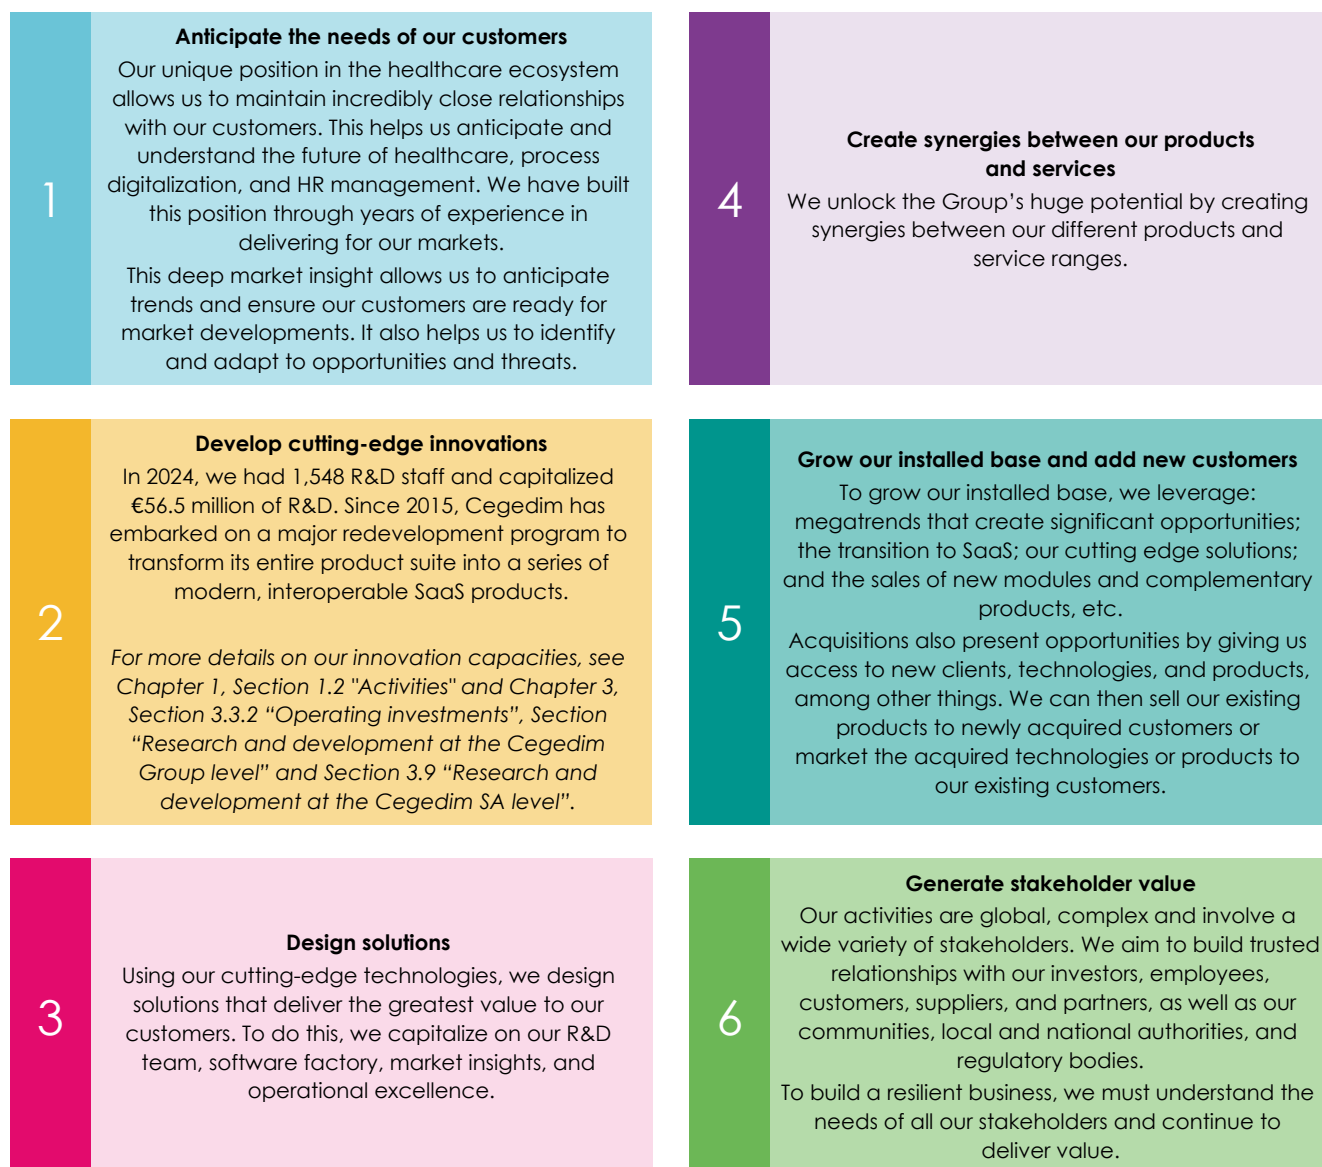 1
Anticipate the needs of our customers
Our unique position in the healthcare ecosystem
allows us to maintain incredibly close relationships
with our customers. This helps us anticipate and
understand the future of healthcare, process
digitalization, and HR management. We have built
this position through years of experience in
delivering for our markets.
This deep market insight allows us to anticipate
trends and ensure our customers are ready for
market developments. It also helps us to identify
and adapt to opportunities and threats.
2
Develop cutting-edge innovations
In 2024, we had 1,548 R&D staff and capitalized
€56.5 million of R&D. Since 2015, Cegedim has
embarked on a major redevelopment program to
transform its entire product suite into a series of
modern, interoperable SaaS products.
For more details on our innovation capacities, see
Chapter 1, Section 1.2 "Activities" and Chapter 3,
Section 3.3.2 “Operating investments”, Section
“Research and development at the Cegedim
Group level” and Section 3.9 “Research and
development at the Cegedim SA level”.
3
Design solutions
Using our cutting-edge technologies, we design
solutions that deliver the greatest value to our
customers. To do this, we capitalize on our R&D
team, software factory, market insights, and
operational excellence.
4
Create synergies between our products
and services
We unlock the Group’s huge potential by creating
synergies between our different products and
service ranges.
5
Grow our installed base and add new customers
To grow our installed base, we leverage:
megatrends that create significant opportunities;
the transition to SaaS; our cutting edge solutions;
and the sales of new modules and complementary
products, etc.
Acquisitions also present opportunities by giving us
access to new clients, technologies, and products,
among other things. We can then sell our existing
products to newly acquired customers or
market the acquired technologies or products to
our existing customers.
6
Generate stakeholder value
Our activities are global, complex and involve a
wide variety of stakeholders. We aim to build trusted
relationships with our investors, employees,
customers, suppliers, and partners, as well as our
communities, local and national authorities, and
regulatory bodies.
To build a resilient business, we must understand the
needs of all our stakeholders and continue to
deliver value.